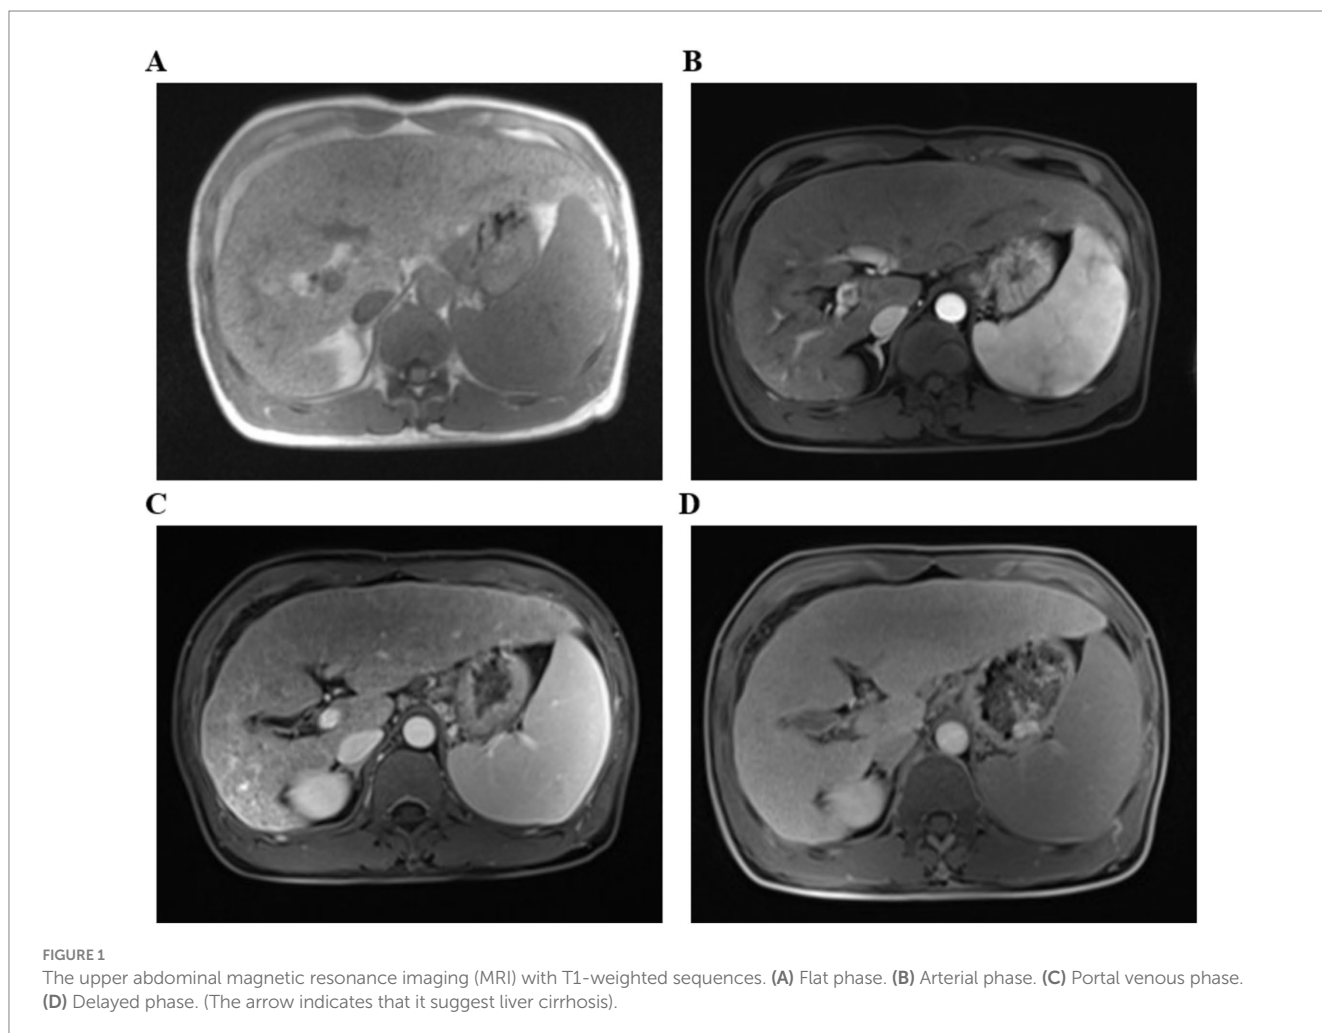 A
B
C
D
FIGURE 1
The upper abdominal magnetic resonance imaging (MRI) with T1-weighted sequences. (A) Flat phase. (B) Arterial phase. (C) Portal venous phase.
(D) Delayed phase. (The arrow indicates that it suggest liver cirrhosis).